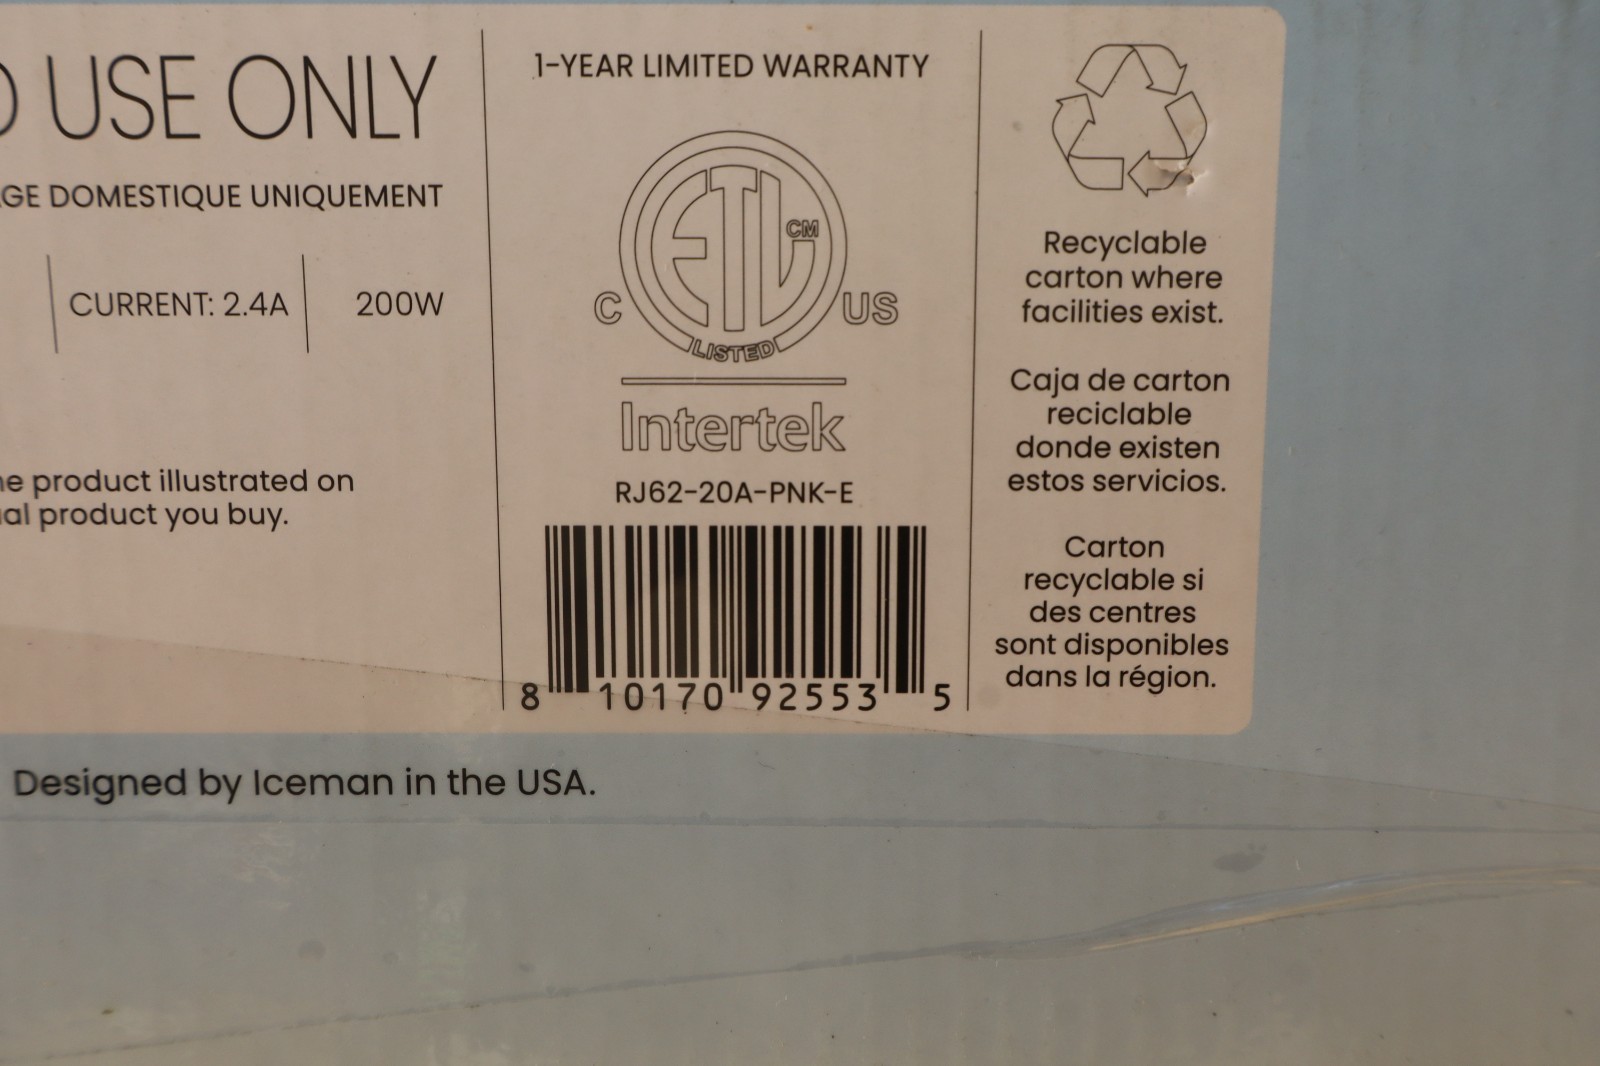 USE ONLY
DOMESTIQUE UNIQUEMENT
CURRENT: 2.4A
200W
product illustrated on
product you buy.
Designed by Iceman in the USA.
1-YEAR LIMITED WARRANTY
ETL CM
C US
LISTED
Intertek
RJ62-20A-PNK-E
8 10170 92553 5
Recyclable
carton where
facilities exist.
Caja de carton
reciclable
donde existen
estos servicios.
Carton
recyclable si
des centres
sont disponibles
dans la région.